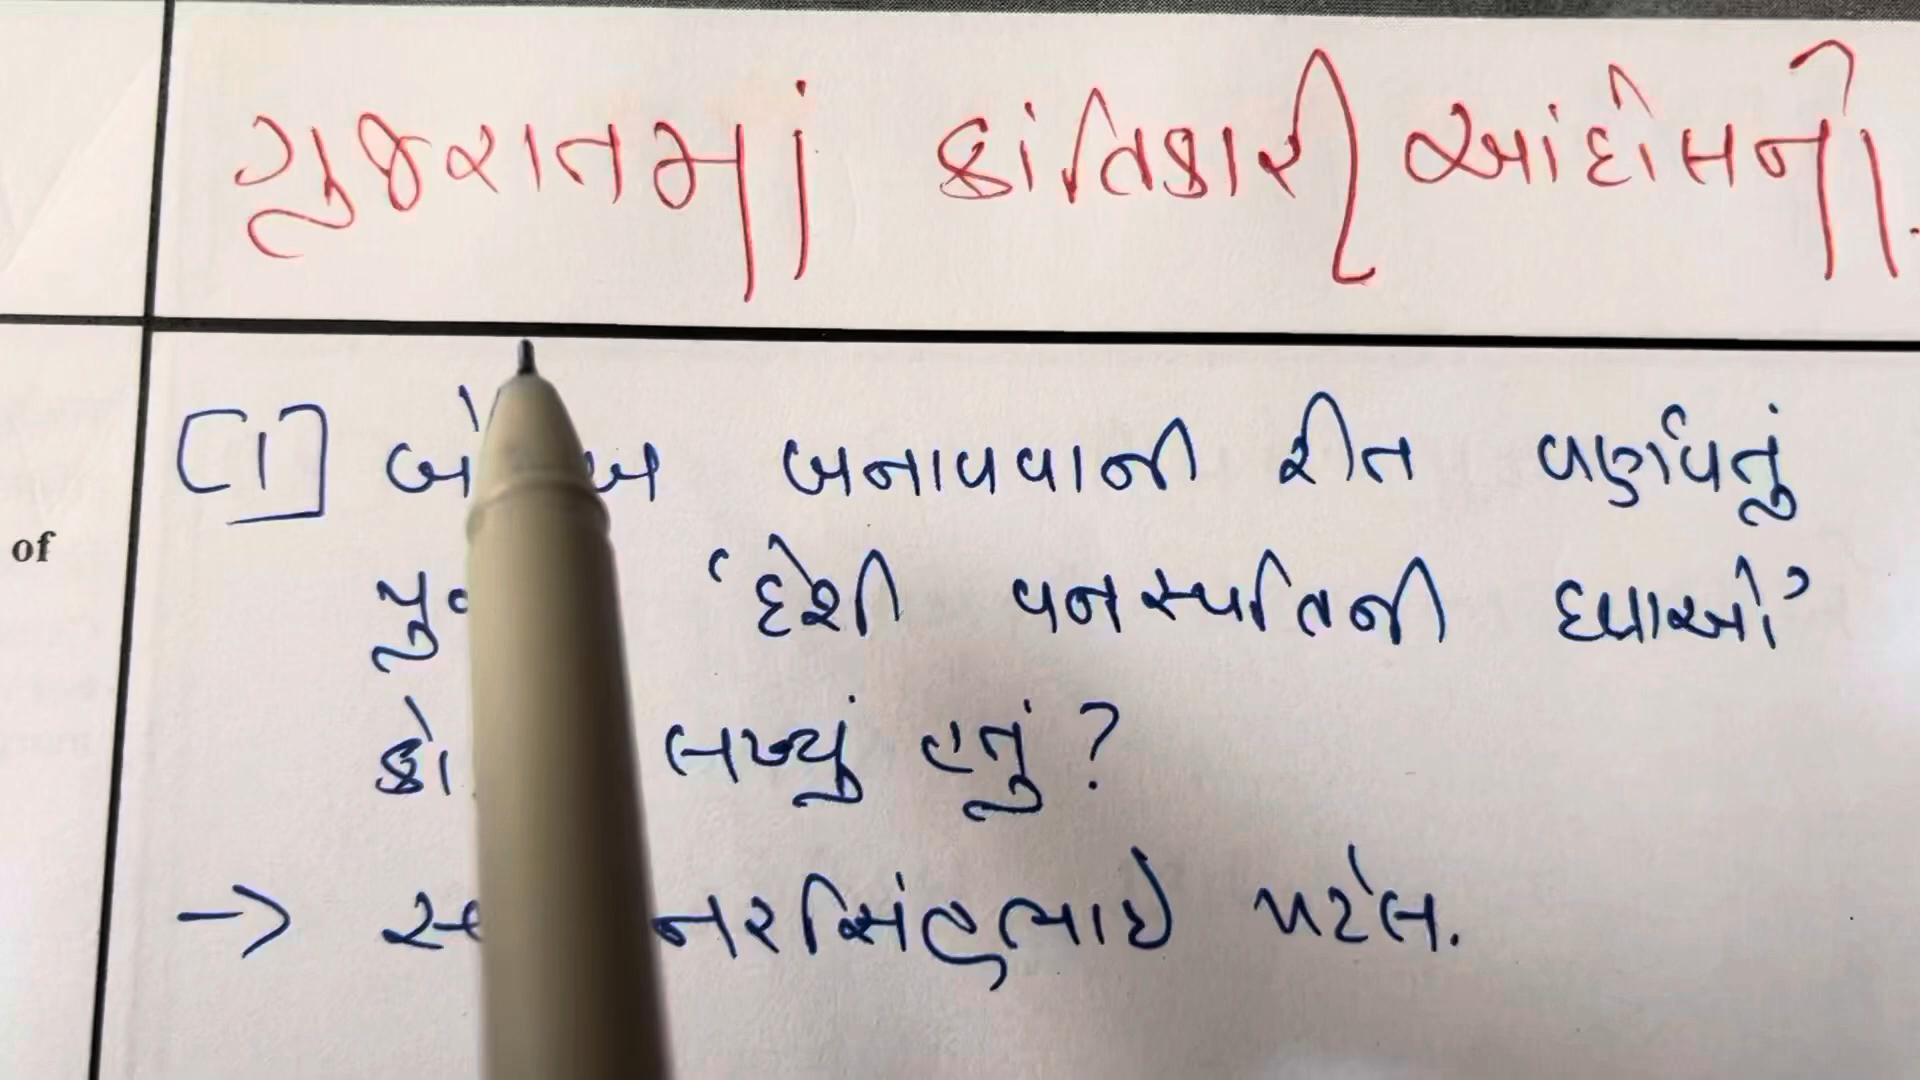 ગુજરાતમાં ક્રાંતિકારી આંદોલનો.
[1] બનાવવાની રીત વર્ણવતું
'દેશી વનસ્પતિની દવાઓ'
લખ્યું હતું?
of
→ નરસિંહભાઈ પટેલ.